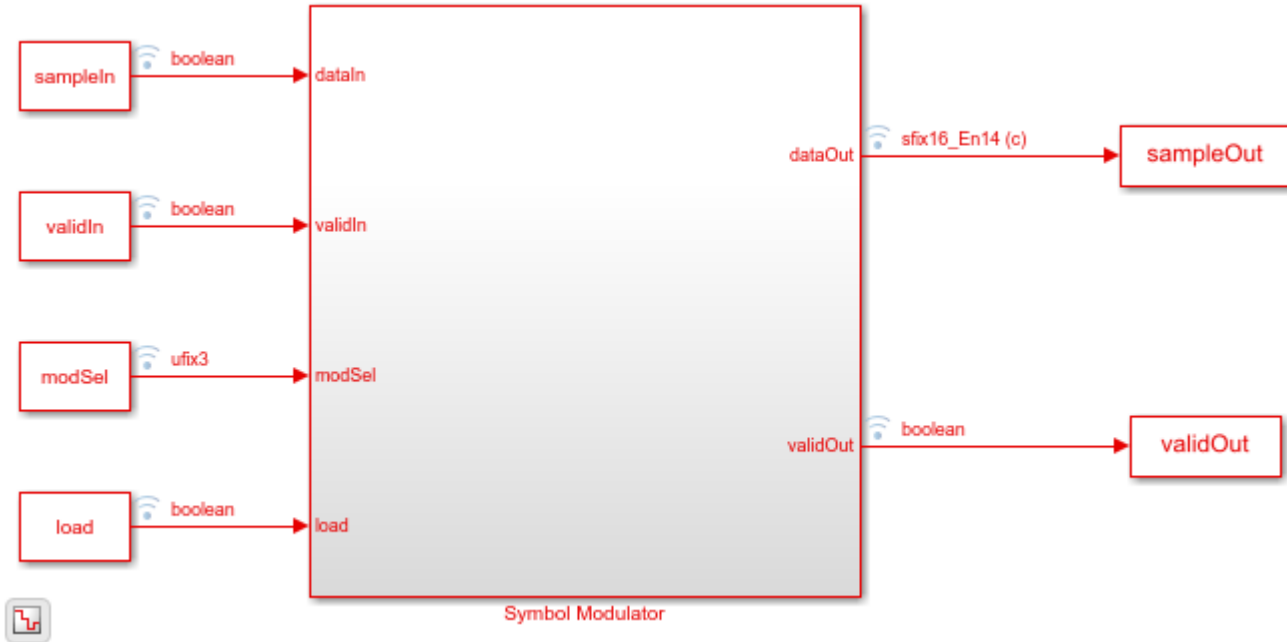 sampleIn
boolean
dataIn
dataOut
sfix16_En14 (c)
sampleOut
validIn
boolean
validIn
modSel
ufix3
modSel
validOut
boolean
validOut
load
boolean
load
Symbol Modulator